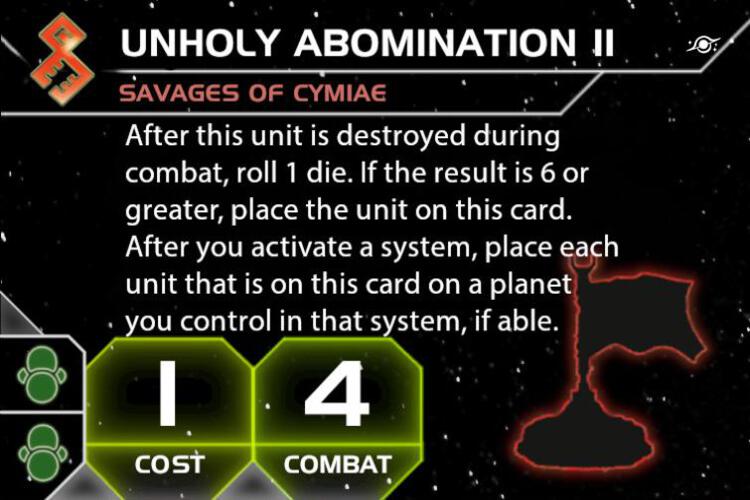 UNHOLY ABOMINATION II
SAVAGES OF CYMIAE
After this unit is destroyed during
combat, roll 1 die. If the result is 6 or
greater, place the unit on this card.
After you activate a system, place each
unit that is on this card on a planet
you control in that system, if able.
1 4
COST COMBAT